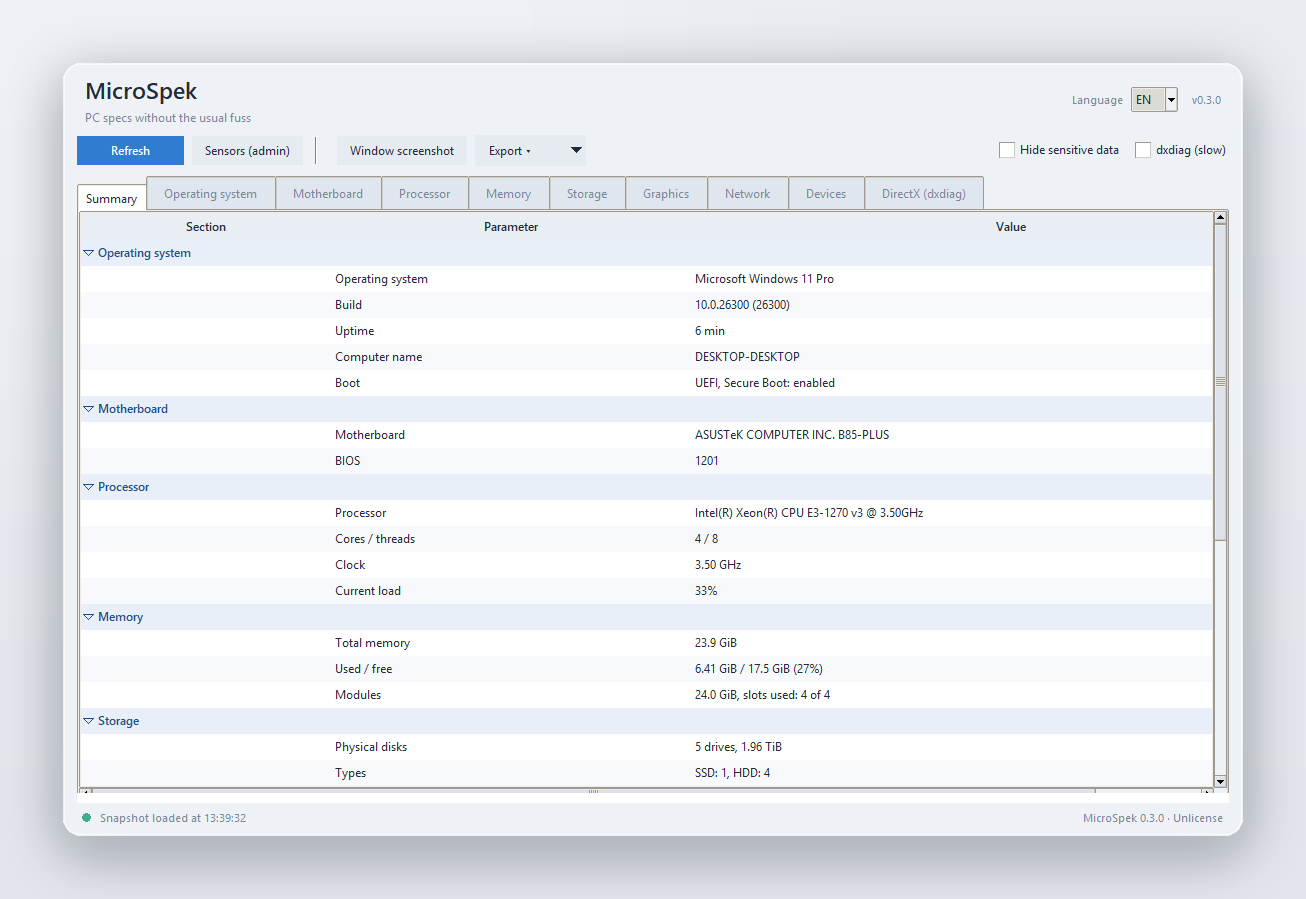 MicroSpek
PC specs without the usual fuss
Language EN v0.3.0
Refresh Sensors (admin) Window screenshot Export Hide sensitive data dxdiag (slow)
Summary Operating system Motherboard Processor Memory Storage Graphics Network Devices DirectX (dxdiag)
Section Parameter Value
Operating system
Operating system Microsoft Windows 11 Pro
Build 10.0.26300 (26300)
Uptime 6 min
Computer name DESKTOP-DESKTOP
Boot UEFI, Secure Boot: enabled
Motherboard
Motherboard ASUSTeK COMPUTER INC. B85-PLUS
BIOS 1201
Processor
Processor Intel(R) Xeon(R) CPU E3-1270 v3 @ 3.50GHz
Cores / threads 4 / 8
Clock 3.50 GHz
Current load 33%
Memory
Total memory 23.9 GiB
Used / free 6.41 GiB / 17.5 GiB (27%)
Modules 24.0 GiB, slots used: 4 of 4
Storage
Physical disks 5 drives, 1.96 TiB
Types SSD: 1, HDD: 4
Snapshot loaded at 13:39:32 MicroSpek 0.3.0 · Unlicense